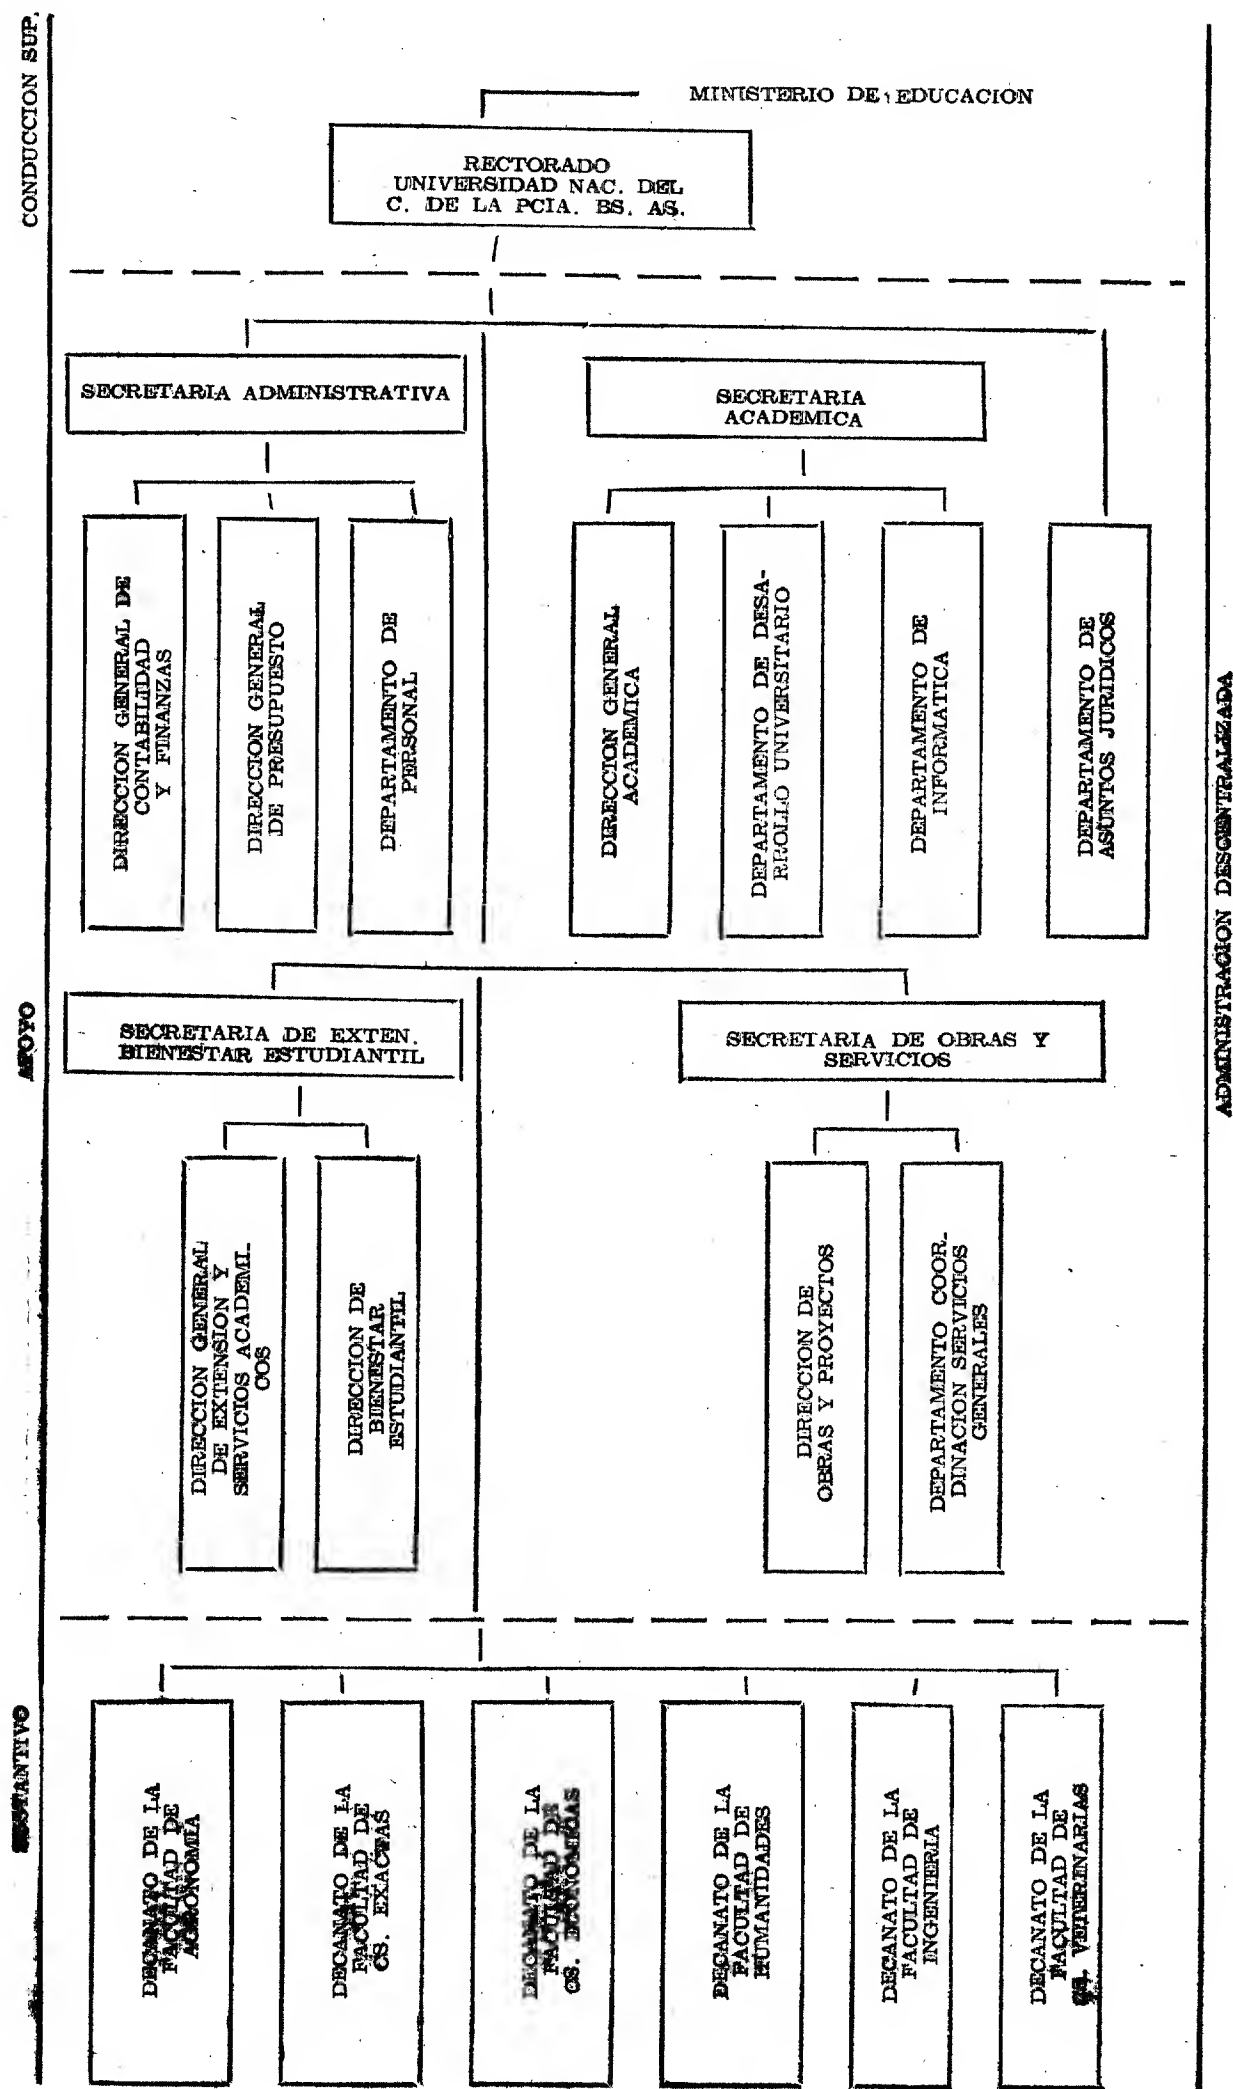 CONDUCCION SUP.
MINISTERIO DE EDUCACION
RECTORADO
UNIVERSIDAD NAC. DEL
C. DE LA PCIA. BS. AS.
SECRETARIA ADMINISTRATIVA
SECRETARIA
ACADEMICA
DIRECCION GENERAL DE
CONTABILIDAD
Y FINANZAS
DIRECCION GENERAL
DE PRESUPUESTO
DEPARTAMENTO DE
PERSONAL
DIRECCION GENERAL
ACADEMICA
DEPARTAMENTO DE DESA-
RROLLO UNIVERSITARIO
DEPARTAMENTO DE
INFORMATICA
DEPARTAMENTO DE
ASUNTOS JURIDICOS
ADMINISTRACION DESCENTRALIZADA
APOYO
SECRETARIA DE EXTEN.
BIENESTAR ESTUDIANTIL
SECRETARIA DE OBRAS Y
SERVICIOS
DIRECCION GENERAL
DE EXTENSION Y
SERVICIOS ACADEMI-
COS
DIRECCION DE
BIENESTAR
ESTUDIANTIL
DIRECCION DE
OBRAS Y PROYECTOS
DEPARTAMENTO COOR-
DINACION SERVICIOS
GENERALES
SUSTANTIVO
DECANATO DE LA
FACULTAD DE
AGRONOMIA
DECANATO DE LA
FACULTAD DE
CS. EXACTAS
DECANATO DE LA
FACULTAD DE
CS. ECONOMICAS
DECANATO DE LA
FACULTAD DE
HUMANIDADES
DECANATO DE LA
FACULTAD DE
INGENIERIA
DECANATO DE LA
FACULTAD DE
CS. VETERENARIAS